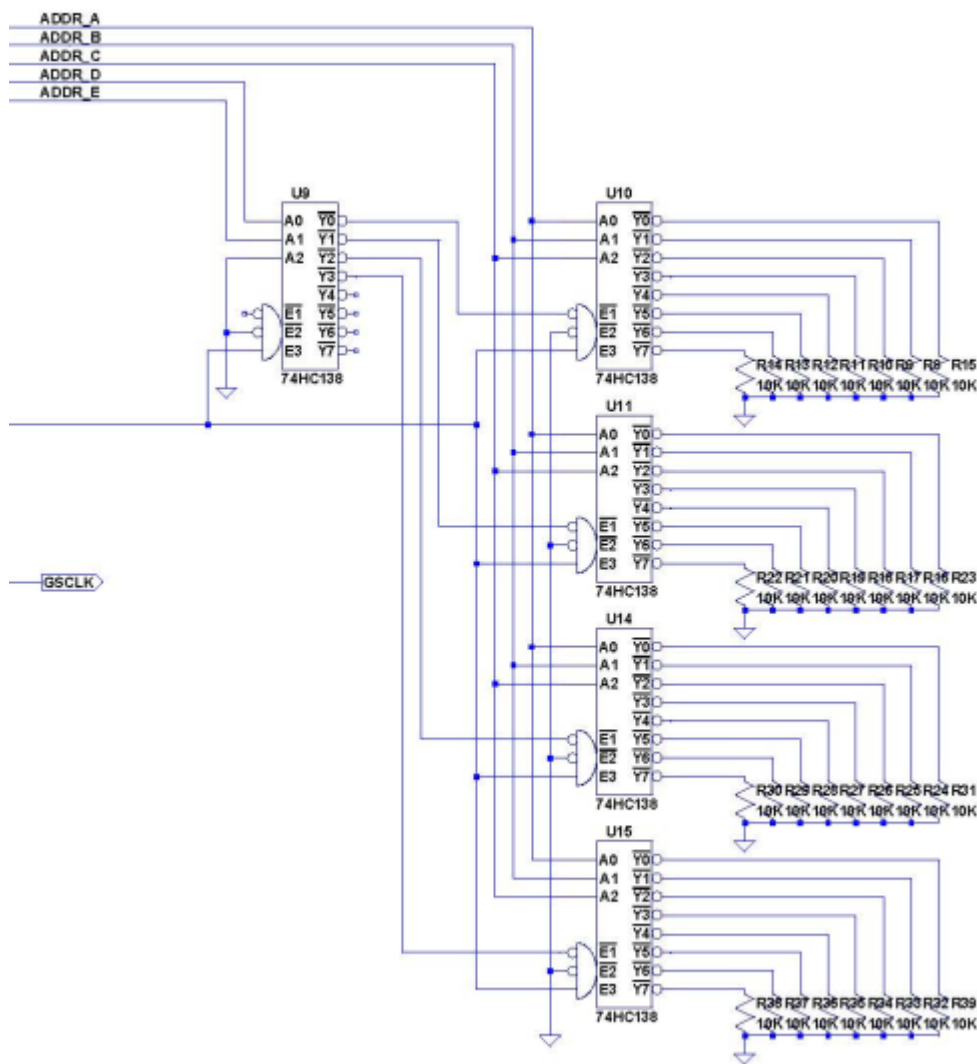 ADDR_A
ADDR_B
ADDR_C
ADDR_D
ADDR_E
U9
A0 Y0
A1 Y1
A2 Y2
Y3
Y4
E1 Y5
E2 Y6
E3 Y7
74HC138
GSCLK
U10
A0 Y0
A1 Y1
A2 Y2
Y3
Y4
E1 Y5
E2 Y6
E3 Y7
74HC138
R14 R13 R12 R11 R10 R9 R8 R15
10K 10K 10K 10K 10K 10K 10K 10K
U11
A0 Y0
A1 Y1
A2 Y2
Y3
Y4
E1 Y5
E2 Y6
E3 Y7
74HC138
R22 R21 R20 R19 R18 R17 R16 R23
10K 10K 10K 10K 10K 10K 10K 10K
U14
A0 Y0
A1 Y1
A2 Y2
Y3
Y4
E1 Y5
E2 Y6
E3 Y7
74HC138
R30 R29 R28 R27 R26 R25 R24 R31
10K 10K 10K 10K 10K 10K 10K 10K
U15
A0 Y0
A1 Y1
A2 Y2
Y3
Y4
E1 Y5
E2 Y6
E3 Y7
74HC138
R38 R37 R36 R35 R34 R33 R32 R39
10K 10K 10K 10K 10K 10K 10K 10K